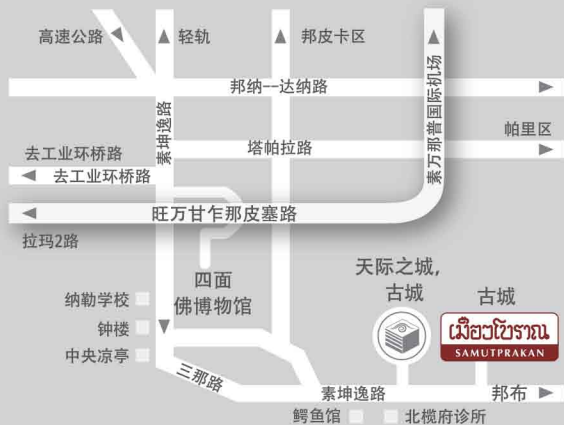 高速公路
轻轨
邦皮卡区
邦纳--达纳路
素坤逸路
素万那普国际机场
帕里区
塔帕拉路
去工业环桥路
去工业环桥路
旺万甘乍那皮塞路
拉玛2路
四面
佛博物馆
天际之城,
古城
古城
纳勒学校
钟楼
中央凉亭
เมืองโบราณ
SAMUTPRAKAN
三那路
素坤逸路
邦布
鳄鱼馆
北榄府诊所